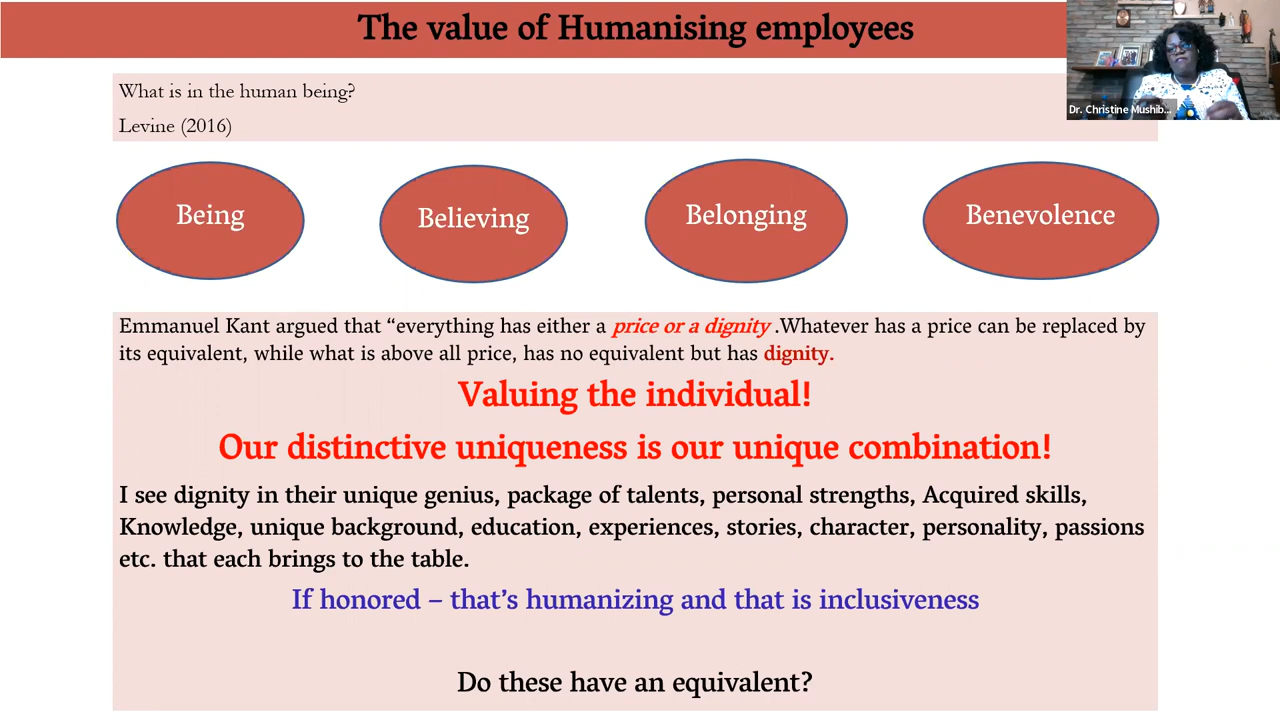 The value of Humanising employees
Dr. Christine Mushib...
What is in the human being?
Levine (2016)
Being
Believing
Belonging
Benevolence
Emmanuel Kant argued that “everything has either a price or a dignity .Whatever has a price can be replaced by
its equivalent, while what is above all price, has no equivalent but has dignity.
Valuing the individual!
Our distinctive uniqueness is our unique combination!
I see dignity in their unique genius, package of talents, personal strengths, Acquired skills,
Knowledge, unique background, education, experiences, stories, character, personality, passions
etc. that each brings to the table.
If honored – that’s humanizing and that is inclusiveness
Do these have an equivalent?